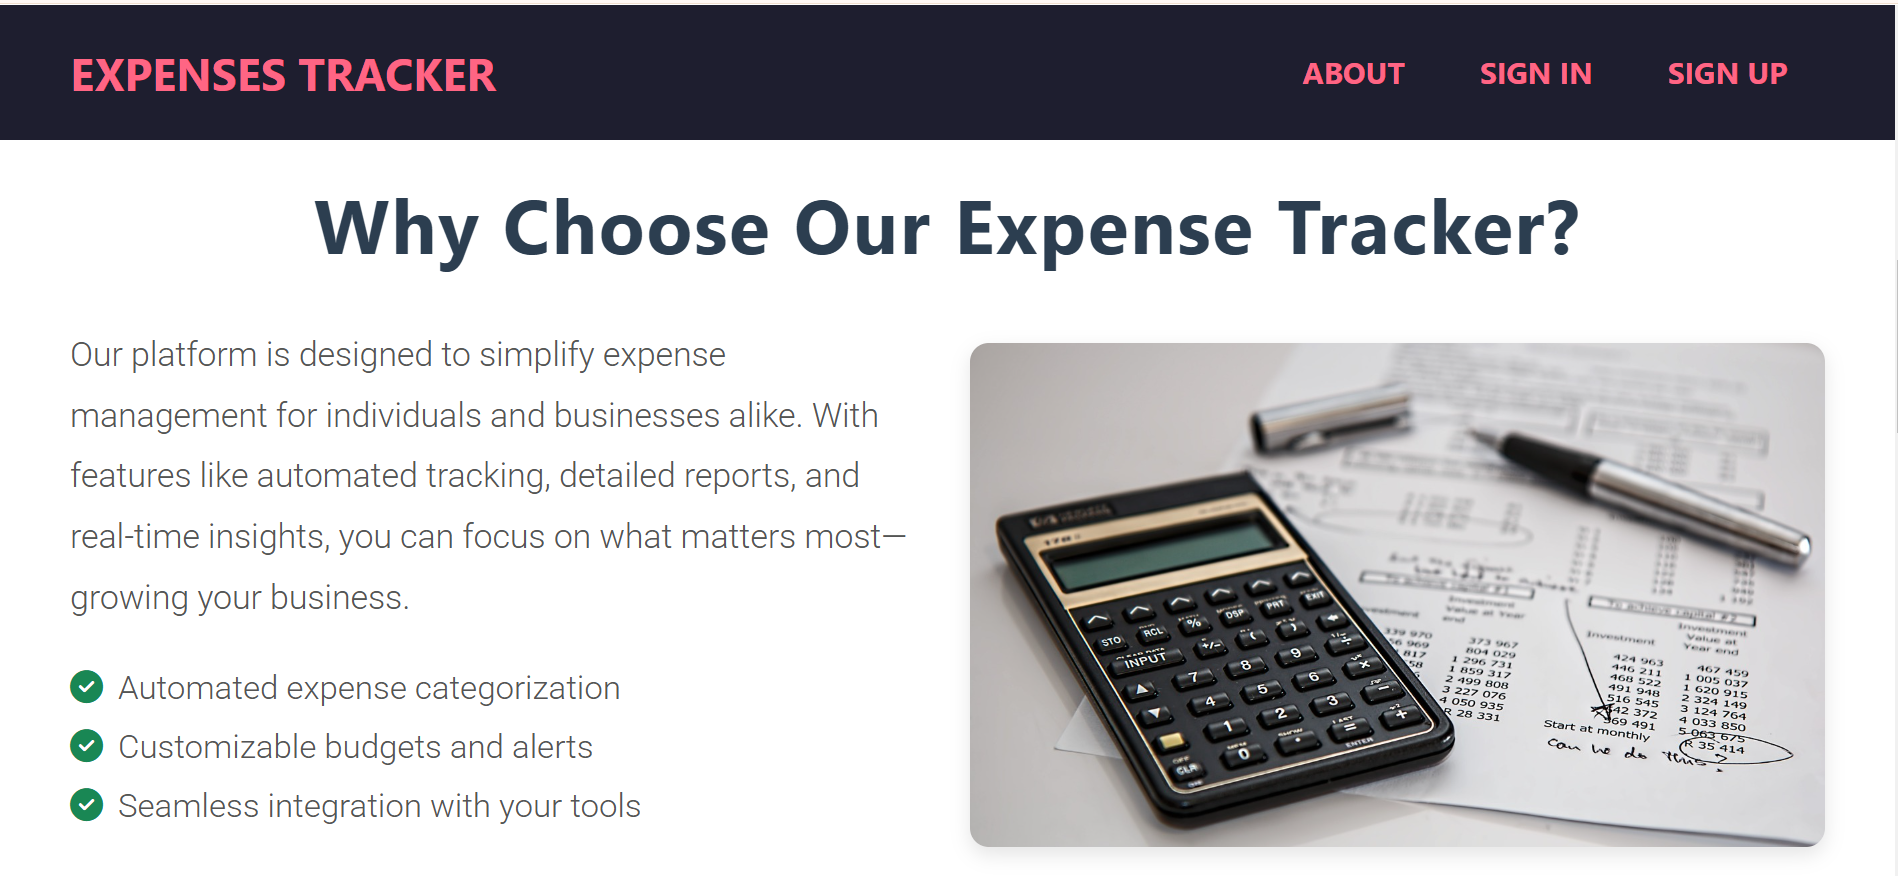 EXPENSES TRACKER
ABOUT
SIGN IN
SIGN UP
Why Choose Our Expense Tracker?
Our platform is designed to simplify expense
management for individuals and businesses alike. With
features like automated tracking, detailed reports, and
real-time insights, you can focus on what matters most—
growing your business.
Automated expense categorization
Customizable budgets and alerts
Seamless integration with your tools
STO
RCL
%
DSP
PRT
EXIT
INPUT
+/-
(
)
7
8
9
÷
4
5
6
×
1
2
3
−
CLR
0
.
=
+
ENTER
To achieve capital #2
Investment
Value at Year
end
Investment
Investment
Value at
Year end
339 970
373 967
804 029
1 296 731
1 859 317
2 499 808
3 227 076
4 050 935
R 28 331
424 963
467 459
446 211
1 005 037
468 522
1 620 915
491 948
2 324 149
516 545
3 124 764
4 033 850
5 063 675
R 35 414
Start at monthly
can he do this?